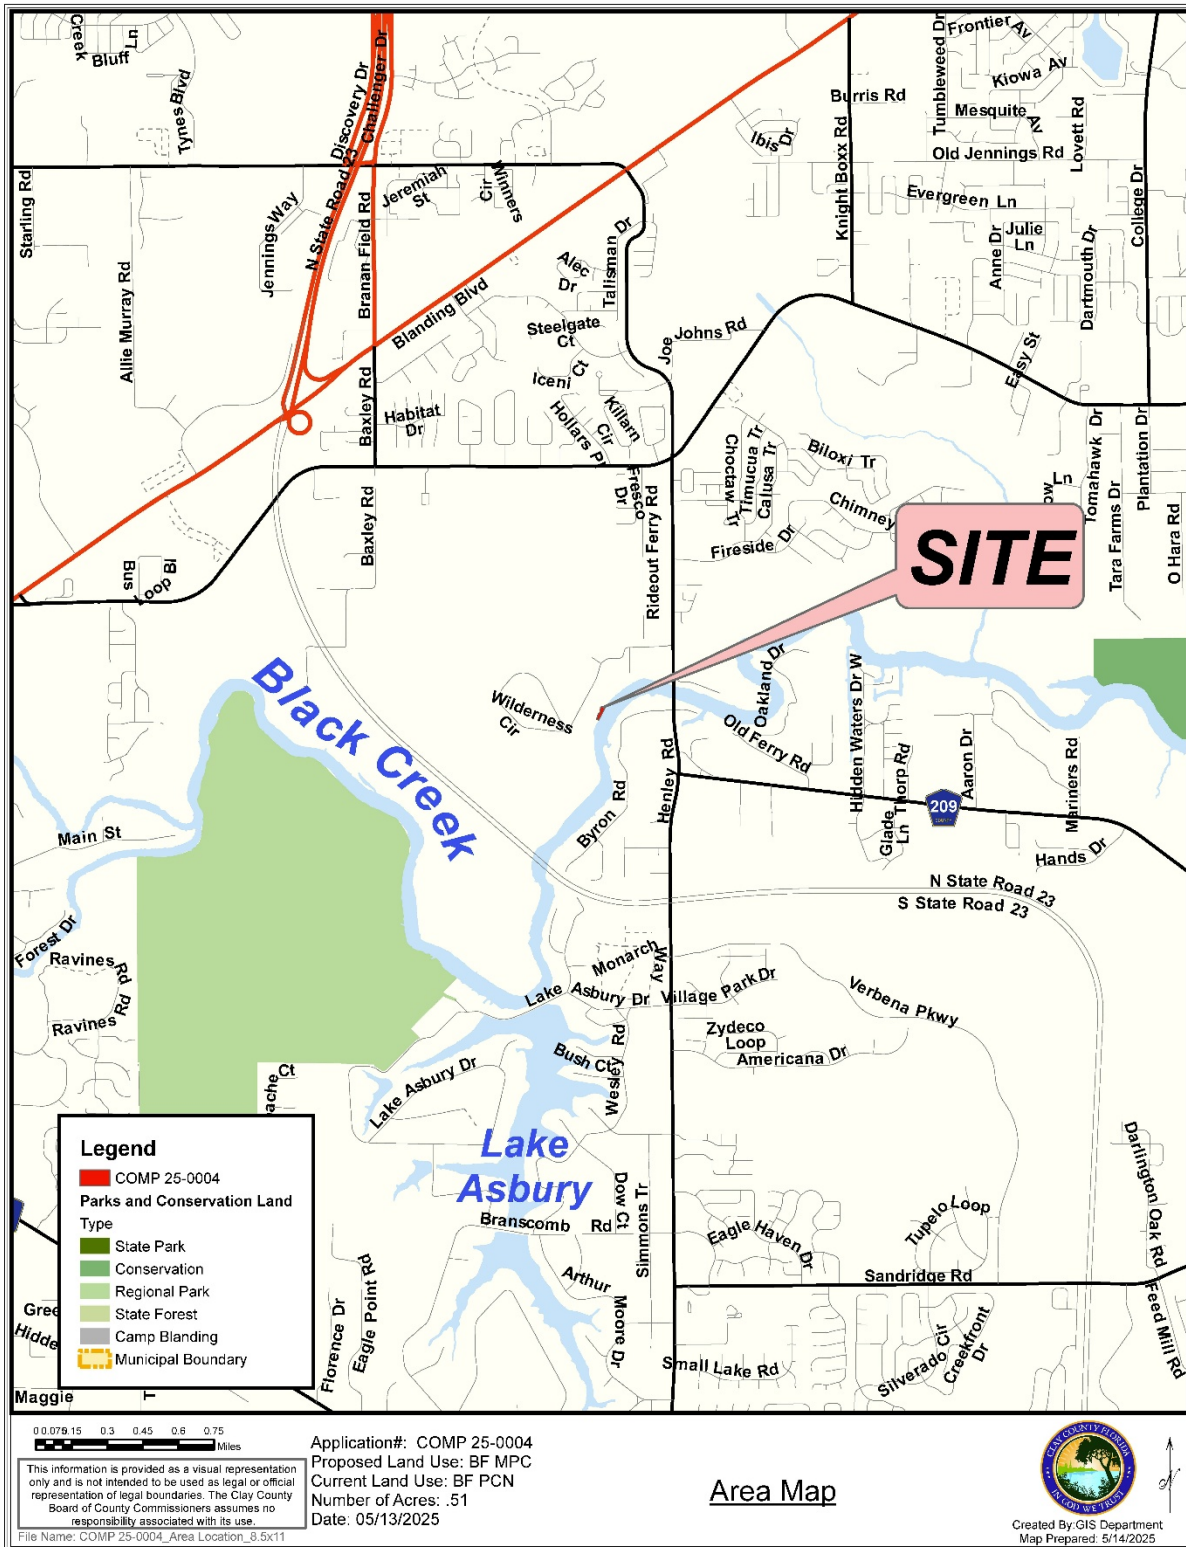 Creek
Bluff
Ln
Tynes Blvd
Discovery Dr
Challenger Dr
N State Road 23
Frontier Av
Tumbleweed Dr
Kiowa Av
Burris Rd
Mesquite
Av
Lovett Rd
Ibis Dr
Knight Boxx Rd
Old Jennings Rd
College Dr
Starling Rd
Jennings Way
Branan Field Rd
Jeremiah
St
Winners
Cir
Evergreen Ln
Julie
Ln
Anne Dr
Dartmouth Dr
Allie Murray Rd
Alec
Dr
Talisman Dr
Blanding Blvd
Steelgate
Ct
Joe Johns Rd
Easy St
Iceni
Ct
Baxley Rd
Habitat
Dr
Hollars Pl
Killarn
Cir
Choctaw Tr
Timucua Tr
Calusa Tr
Biloxi Tr
Ln
Tomahawk Dr
Plantation Dr
Fresco
Dr
Baxley Rd
Rideout Ferry Rd
Chimney
Fireside Dr
Tara Farms Dr
O Hara Rd
SITE
Bus
Loop
Bl
Black Creek
Wilderness
Cir
Oakland Dr
Old Ferry Rd
Hidden Waters Dr W
Thorp Rd
Aaron Dr
Mariners Rd
Henley Rd
Byron Rd
209
Glade
Ln
Hands Dr
Main St
N State Road 23
S State Road 23
Forest Dr
Ravines Rd
Ravines Rd
Monarch
Way
Lake Asbury Dr
Village Park Dr
Verbena Pkwy
Zydeco
Loop
Americana Dr
Bush Ct
Wesley Rd
Lake Asbury Dr
Ct
Lake
Asbury
Branscomb Rd
Dow Ct
Simmons Tr
Eagle Haven Dr
Tupelo Loop
Darlington Oak Rd
Sandridge Rd
Feed Mill Rd
Arthur
Moore Dr
Florence Dr
Eagle Point Rd
Small Lake Rd
Silverado Cir
Creekfront
Dr
Maggie
Legend
COMP 25-0004
Parks and Conservation Land
Type
State Park
Conservation
Regional Park
State Forest
Camp Blanding
Municipal Boundary
0 0.075 0.15 0.3 0.45 0.6 0.75
Miles
This information is provided as a visual representation
only and is not intended to be used as legal or official
representation of legal boundaries. The Clay County
Board of County Commissioners assumes no
responsibility associated with its use.
File Name: COMP 25-0004_Area Location_8.5x11
Application#: COMP 25-0004
Proposed Land Use: BF MPC
Current Land Use: BF PCN
Number of Acres: .51
Date: 05/13/2025
Area Map
CLAY COUNTY FLORIDA
IN GOD WE TRUST
N
Created By:GIS Department
Map Prepared: 5/14/2025